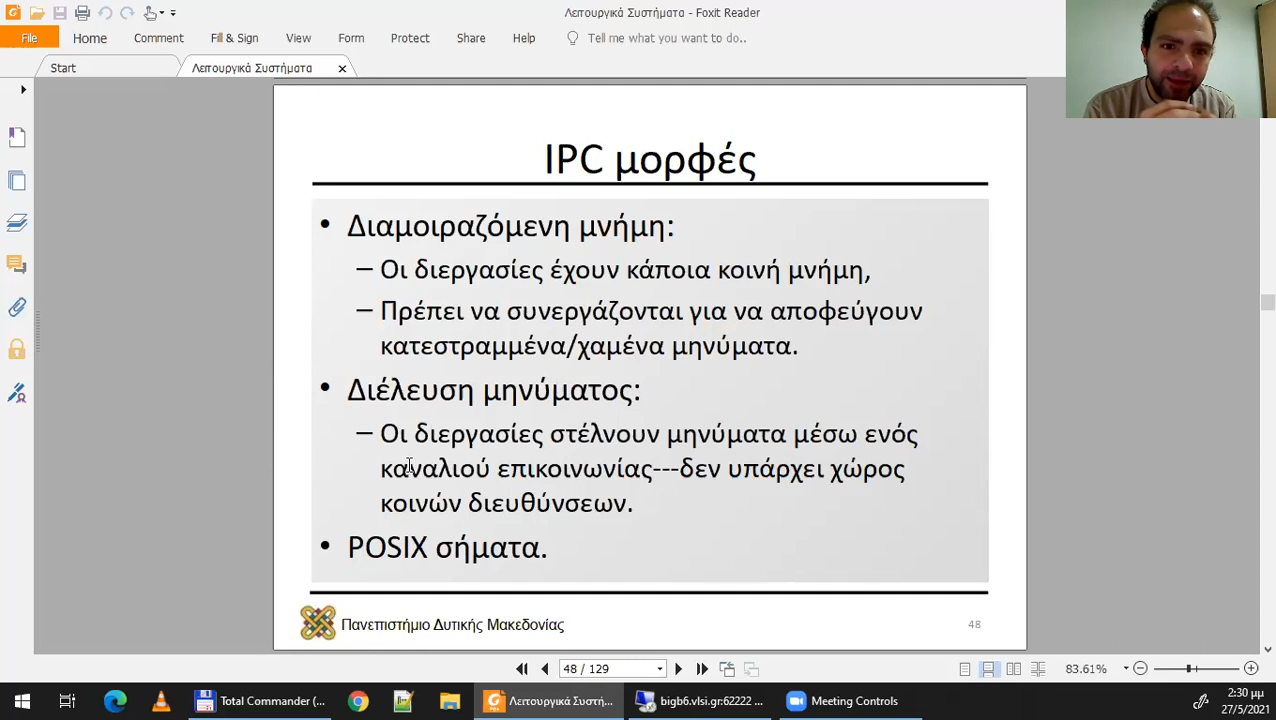 Λειτουργικά Συστήματα - Foxit Reader
File Home Comment Fill & Sign View Form Protect Share Help Tell me what you want to do..
Start Λειτουργικά Συστήματα
IPC μορφές
• Διαμοιραζόμενη μνήμη:
– Οι διεργασίες έχουν κάποια κοινή μνήμη,
– Πρέπει να συνεργάζονται για να αποφεύγουν
κατεστραμμένα/χαμένα μηνύματα.
• Διέλευση μηνύματος:
– Οι διεργασίες στέλνουν μηνύματα μέσω ενός
καναλιού επικοινωνίας---δεν υπάρχει χώρος
κοινών διευθύνσεων.
• POSIX σήματα.
Πανεπιστήμιο Δυτικής Μακεδονίας 48
48 / 129 83.61%
Total Commander (... Λειτουργικά Συστή... bigb6.vlsi.gr:62222 ... Meeting Controls 2:30 μμ
27/5/2021